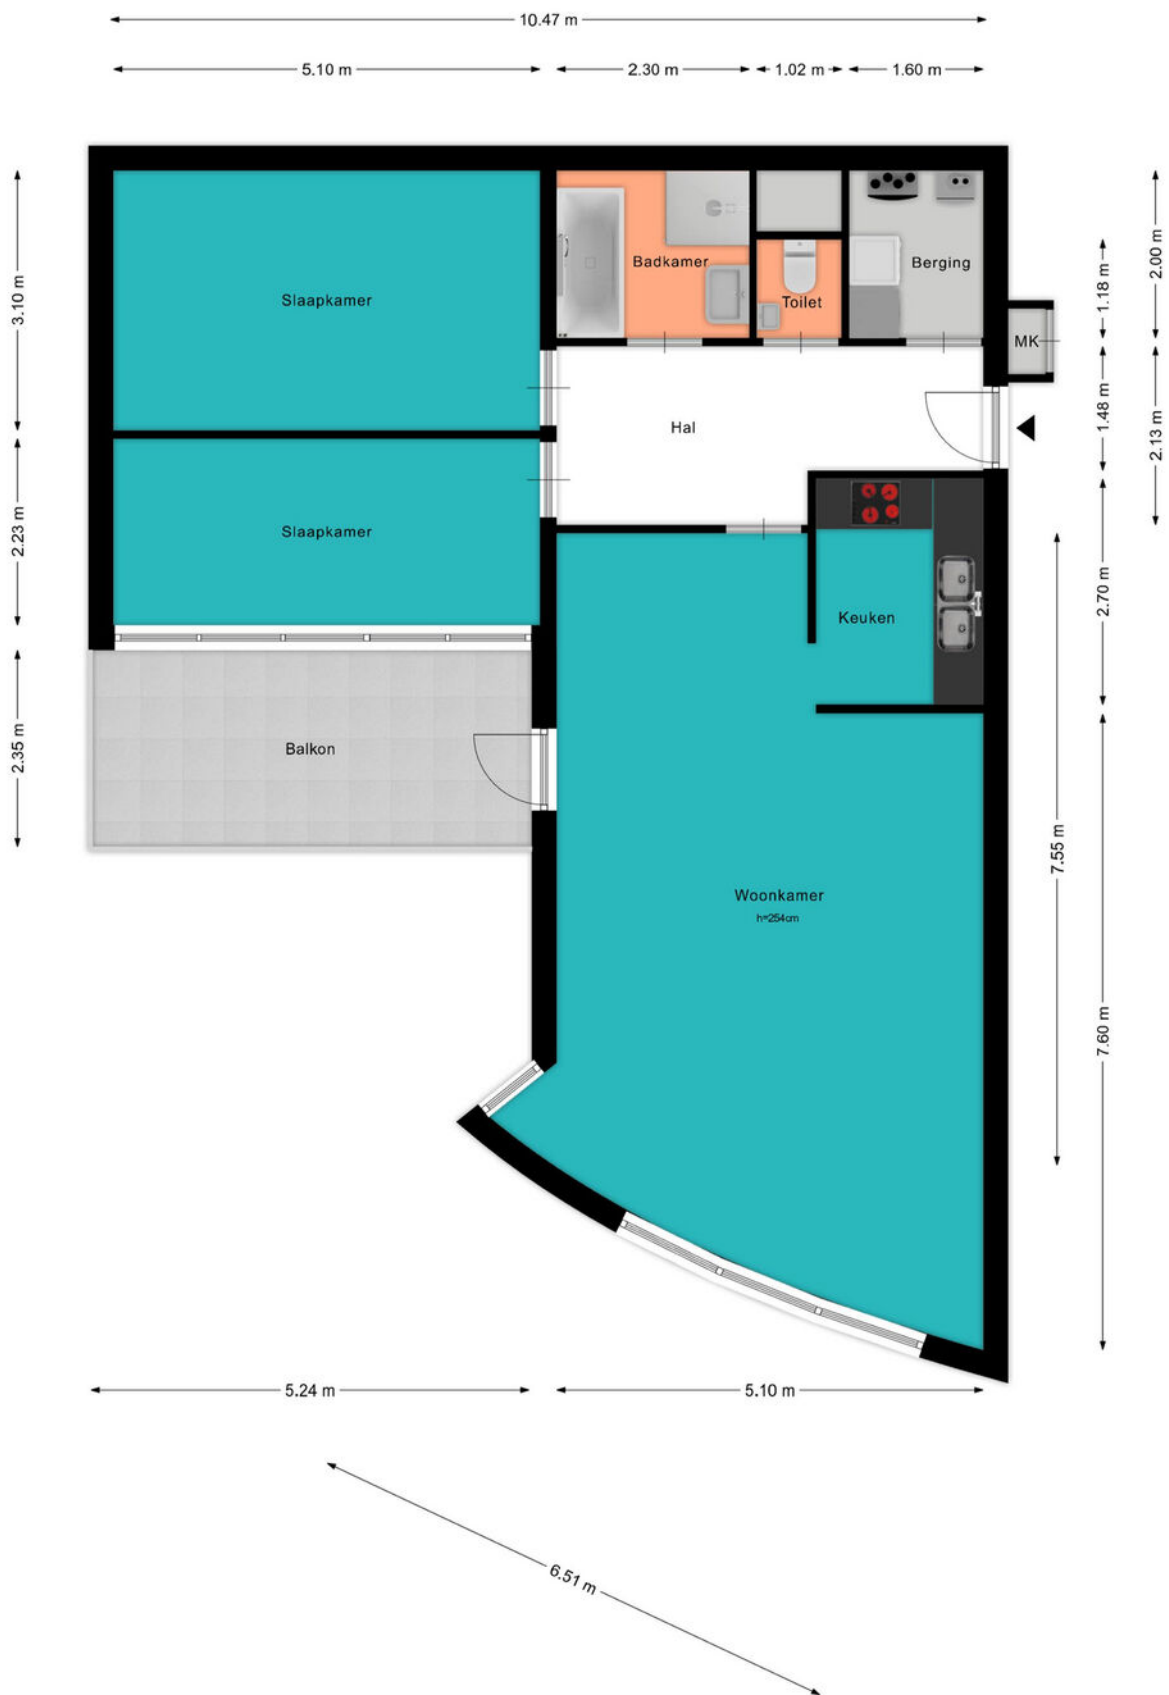 10.47 m
5.10 m
2.30 m
1.02 m
1.60 m
3.10 m
2.23 m
2.35 m
Slaapkamer
Badkamer
Toilet
Berging
MK
1.18 m
2.00 m
1.48 m
2.13 m
Hal
Slaapkamer
Keuken
2.70 m
Balkon
Woonkamer
h=254cm
7.55 m
7.60 m
5.24 m
5.10 m
6.51 m